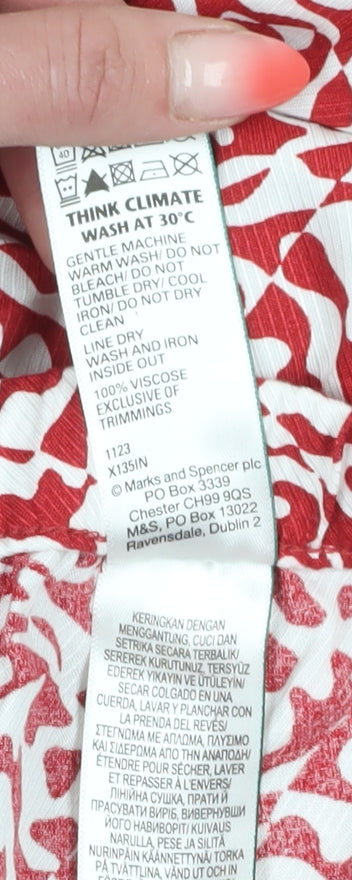 40
THINK CLIMATE
WASH AT 30°C
GENTLE MACHINE
WARM WASH/ DO NOT
BLEACH/ DO NOT
TUMBLE DRY/ COOL
IRON/ DO NOT DRY
CLEAN
LINE DRY
WASH AND IRON
INSIDE OUT
100% VISCOSE
EXCLUSIVE OF
TRIMMINGS
1123
X135IN
© Marks and Spencer plc
PO Box 3339
Chester CH99 9QS
M&S, PO Box 13022
Ravensdale, Dublin 2
KERINGKAN DENGAN
MENGGANTUNG, CUCI DAN
SETRIKA SECARA TERBALIK/
SEREREK KURUTUNUZ, TERSYÜZ
EDEREK YIKAYIN VE ÜTÜLEYİN/
SECAR COLGADO EN UNA
CUERDA, LAVAR Y PLANCHAR CON
LA PRENDA DEL REVÉS/
ΣΤΕΓΝΩΜΑ ΜΕ ΑΠΛΩΜΑ, ΠΛΥΣΙΜΟ
ΚΑΙ ΣΙΔΕΡΩΜΑ ΑΠΟ ΤΗΝ ΑΝΑΠΟΔΗ/
ÉTENDRE POUR SÉCHER, LAVER
ET REPASSER À L'ENVERS/
ЛІНІЙНА СУШКА, ПРАТИ Й
ПРАСУВАТИ ВИРІБ, ВИВЕРНУВШИ
ЙОГО НАВИВОРІТ/ KUIVAUS
NARULLA, PESE JA SILITÄ
NURINPÄIN KÄÄNNETTYNÄ/ TORKA
PÅ TVÄTTLINA, VÄND UT OCH IN